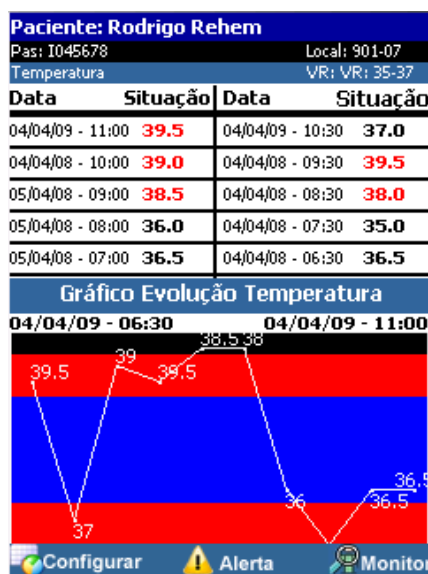 Paciente: Rodrigo Rehem
Pas: I045678 Local: 901-07
Temperatura VR: VR: 35-37
Data Situação Data Situação
04/04/09 - 11:00 39.5 04/04/09 - 10:30 37.0
04/04/08 - 10:00 39.0 04/04/08 - 09:30 39.5
05/04/08 - 09:00 38.5 04/04/08 - 08:30 38.0
05/04/08 - 08:00 36.0 04/04/08 - 07:30 35.0
05/04/08 - 07:00 36.5 04/04/08 - 06:30 36.5
Gráfico Evolução Temperatura
04/04/09 - 06:30 04/04/09 - 11:00
38.5 38
39
39.5 39.5
36.5
36 36.5
37
Configurar Alerta Monitor